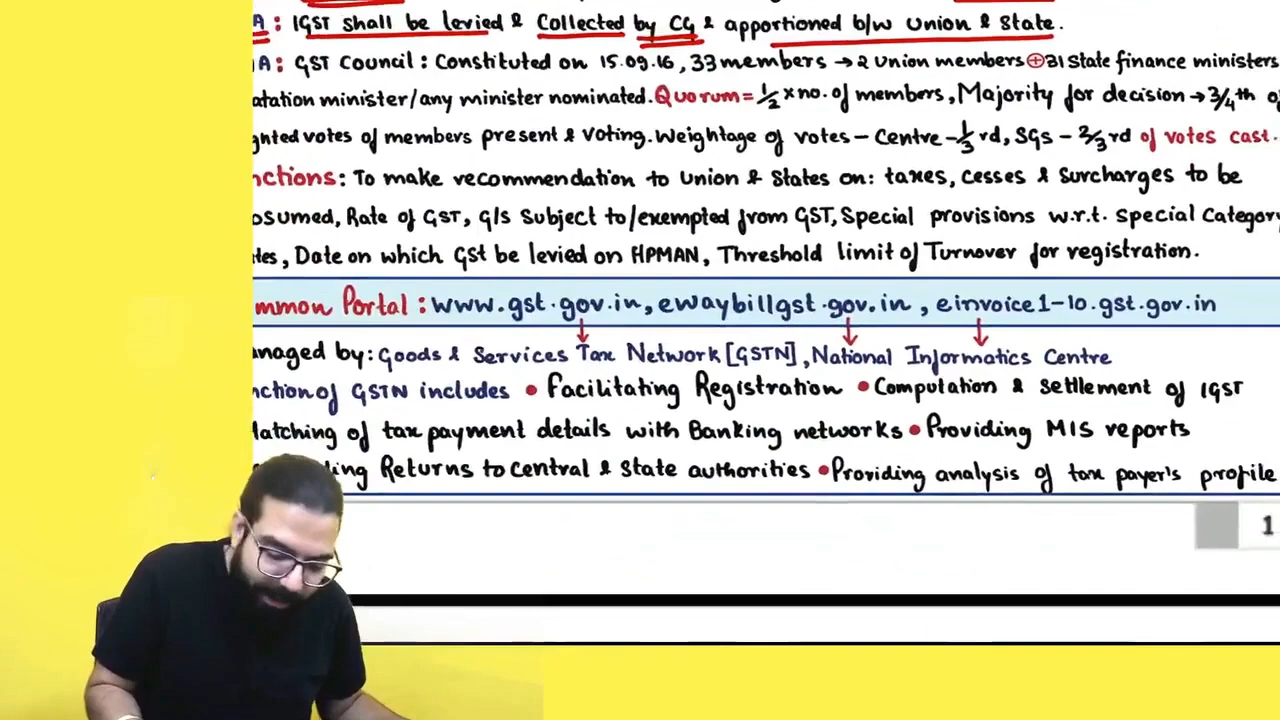 A: IGST shall be levied & Collected by CG & apportioned b/w Union & State.
A: GST Council: Constituted on 15.09.16, 33 members → 2 Union members ⊕ 31 State finance ministers
atation minister/any minister nominated. Quorum = 1/2 × no. of members, Majority for decision → 3/4th of
ghted votes of members present & Voting. Weightage of votes - Centre - 1/3 rd, SGs - 2/3 rd of votes cast.
nctions: To make recommendation to Union & States on: taxes, Cesses & Surcharges to be
osumed, Rate of GST, G/S Subject to/exempted from GST, Special provisions w.r.t. Special Category
tes, Date on which GST be levied on HPMAN, Threshold limit of Turnover for registration.
mmon Portal: www.gst.gov.in, ewaybillgst.gov.in, einvoice1-10.gst.gov.in
anaged by: Goods & Services Tax Network [GSTN], National Informatics Centre
nction of GSTN includes • Facilitating Registration • Computation & Settlement of IGST
atching of tax payment details with Banking networks • Providing MIS reports
ing Returns to Central & State authorities • Providing analysis of tax payer's profile
1